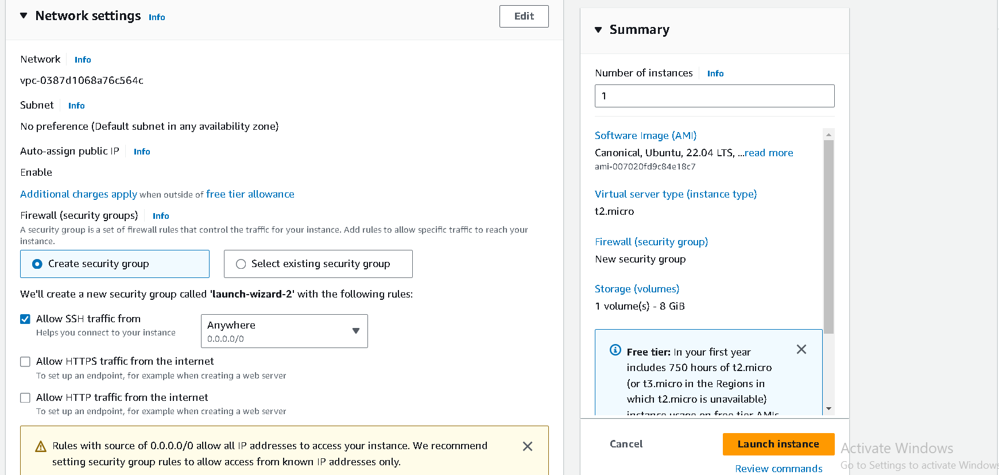 Network settings Info
Edit
Network Info
vpc-0387d1068a76c564c
Subnet Info
No preference (Default subnet in any availability zone)
Auto-assign public IP Info
Enable
Additional charges apply when outside of free tier allowance
Firewall (security groups) Info
A security group is a set of firewall rules that control the traffic for your instance. Add rules to allow specific traffic to reach your
instance.
Create security group
Select existing security group
We'll create a new security group called 'launch-wizard-2' with the following rules:
Allow SSH traffic from
Helps you connect to your instance
Anywhere
0.0.0.0/0
Allow HTTPS traffic from the internet
To set up an endpoint, for example when creating a web server
Allow HTTP traffic from the internet
To set up an endpoint, for example when creating a web server
Rules with source of 0.0.0.0/0 allow all IP addresses to access your instance. We recommend
setting security group rules to allow access from known IP addresses only.
Summary
Number of instances Info
1
Software Image (AMI)
Canonical, Ubuntu, 22.04 LTS, ...read more
ami-007020fd9c84e18c7
Virtual server type (instance type)
t2.micro
Firewall (security group)
New security group
Storage (volumes)
1 volume(s) - 8 GiB
Free tier: In your first year
includes 750 hours of t2.micro
(or t3.micro in the Regions in
which t2.micro is unavailable)
instance usage on free tier AMIs
Cancel
Launch instance
Review commands
Activate Windows
Go to Settings to activate Windows